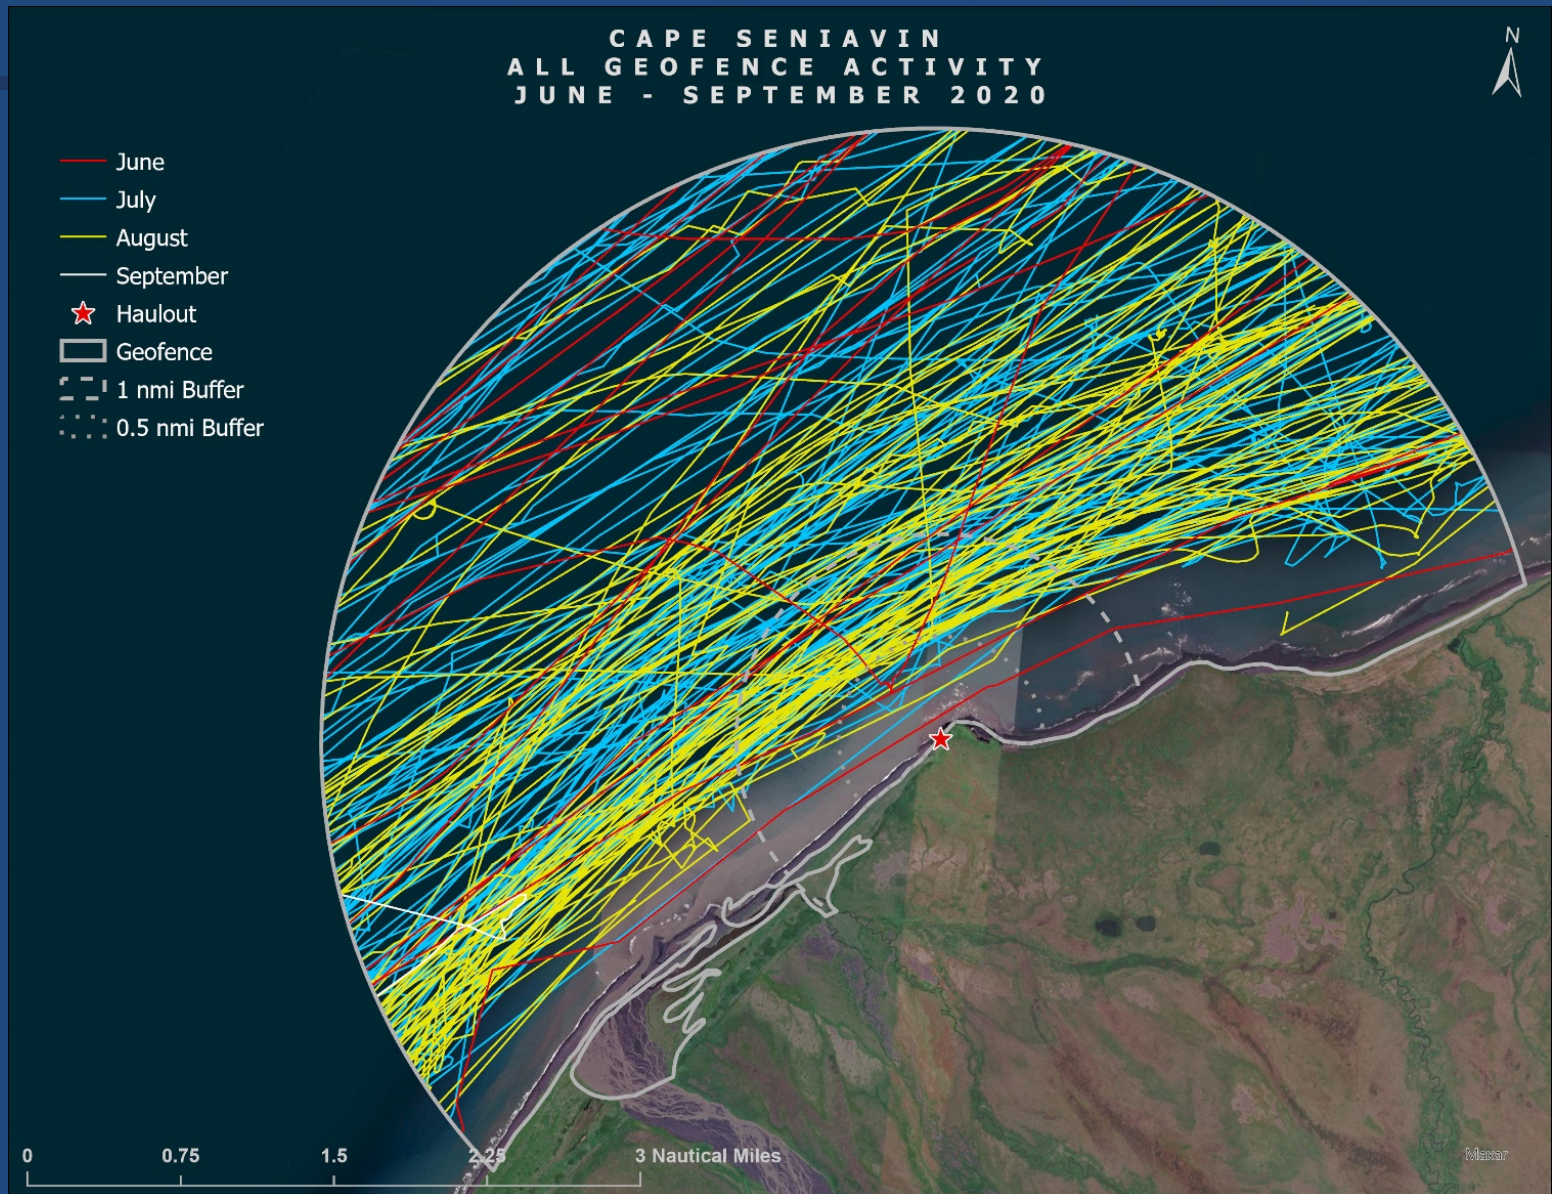 CAPE SENIAVIN
ALL GEOFENCE ACTIVITY
JUNE - SEPTEMBER 2020
N
June
July
August
September
Haulout
Geofence
1 nmi Buffer
0.5 nmi Buffer
0 0.75 1.5 2.25 3 Nautical Miles
Maxar